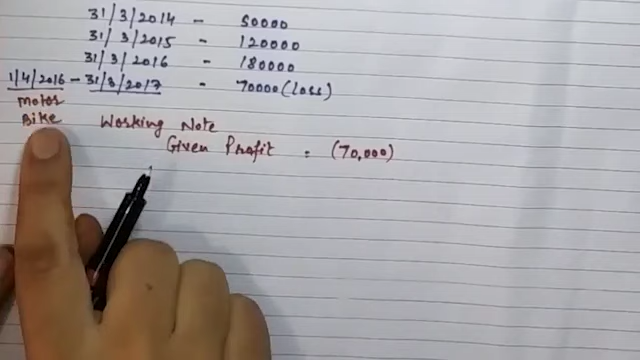 31/3/2014 - 50000
31/3/2015 - 120000
31/3/2016 - 180000
1/4/2016 - 31/3/2017 - 70000 (loss)
Motor
Bike
Working Note
Given Profit = (70,000)